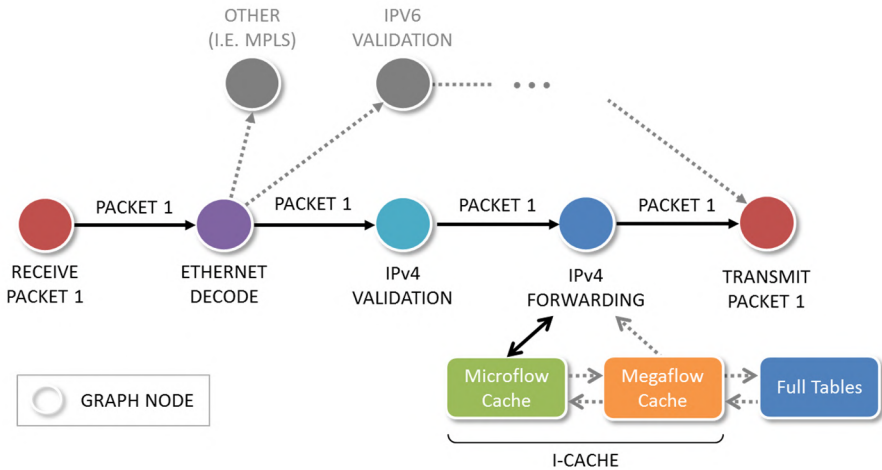 OTHER
(I.E. MPLS)
IPV6
VALIDATION
PACKET 1
PACKET 1
PACKET 1
PACKET 1
RECEIVE
PACKET 1
ETHERNET
DECODE
IPv4
VALIDATION
IPv4
FORWARDING
TRANSMIT
PACKET 1
GRAPH NODE
Microflow
Cache
Megaflow
Cache
Full Tables
I-CACHE